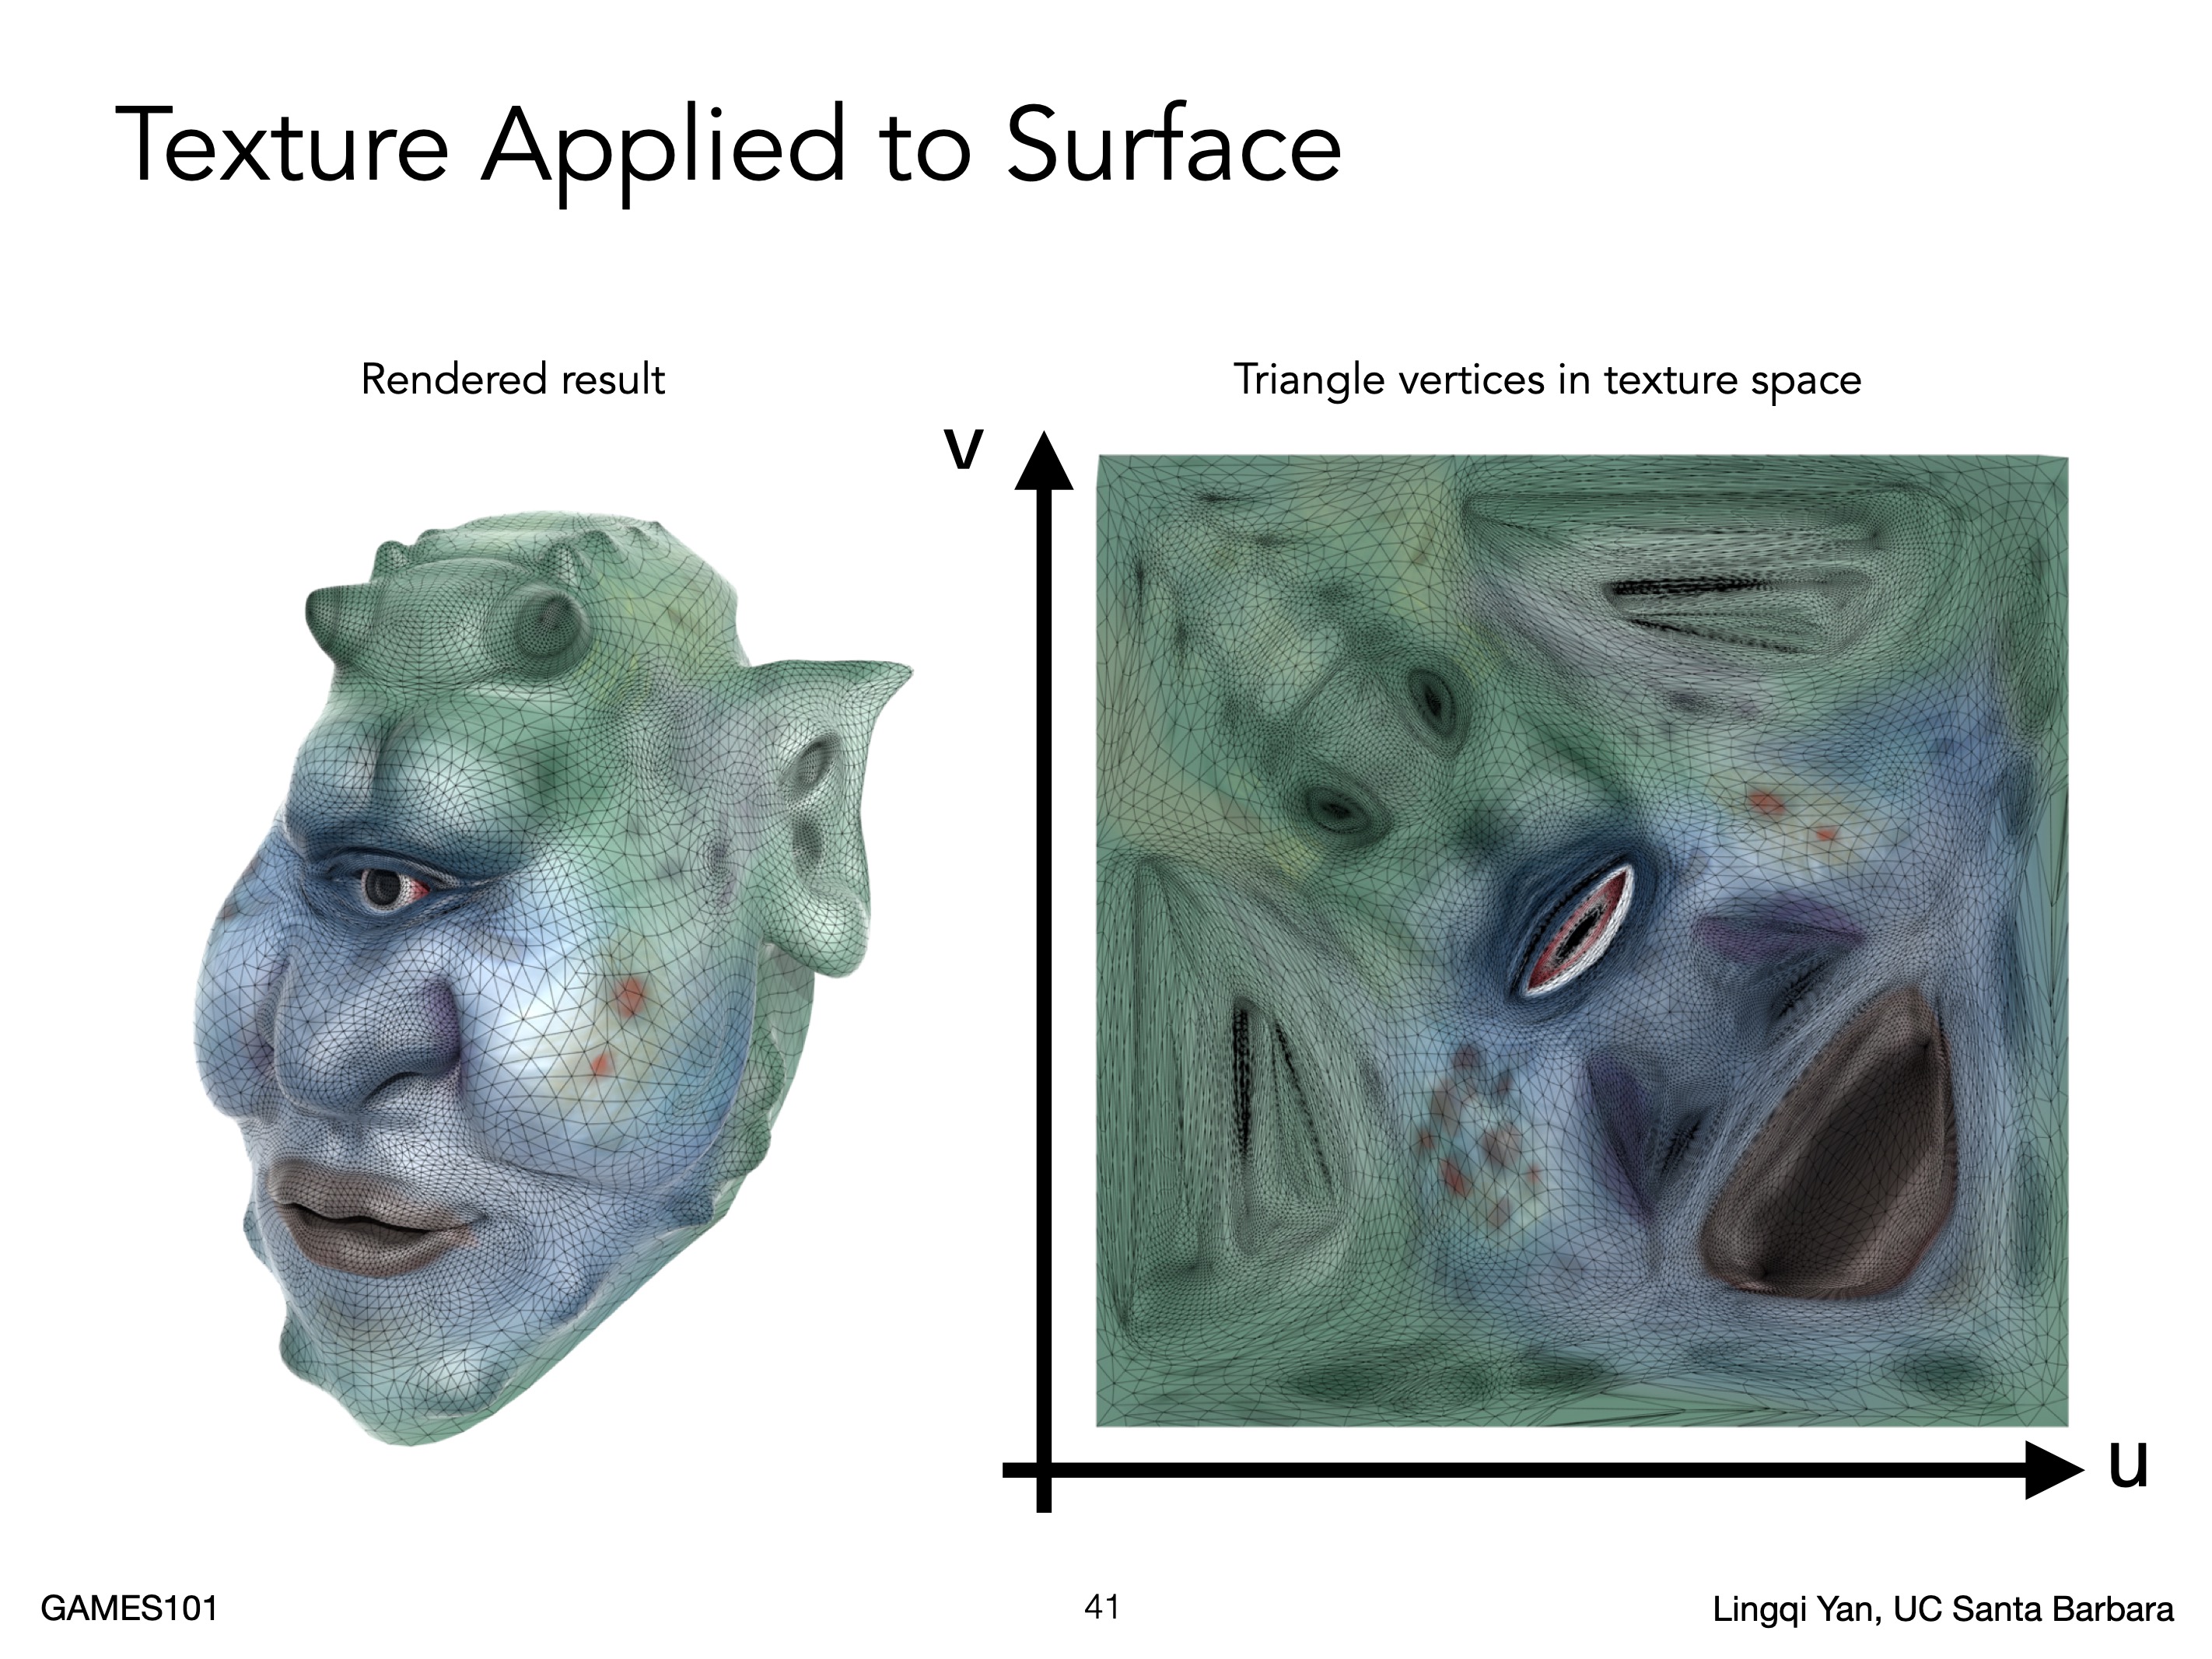 Texture Applied to Surface
Rendered result
Triangle vertices in texture space
v
u
GAMES101
41
Lingqi Yan, UC Santa Barbara